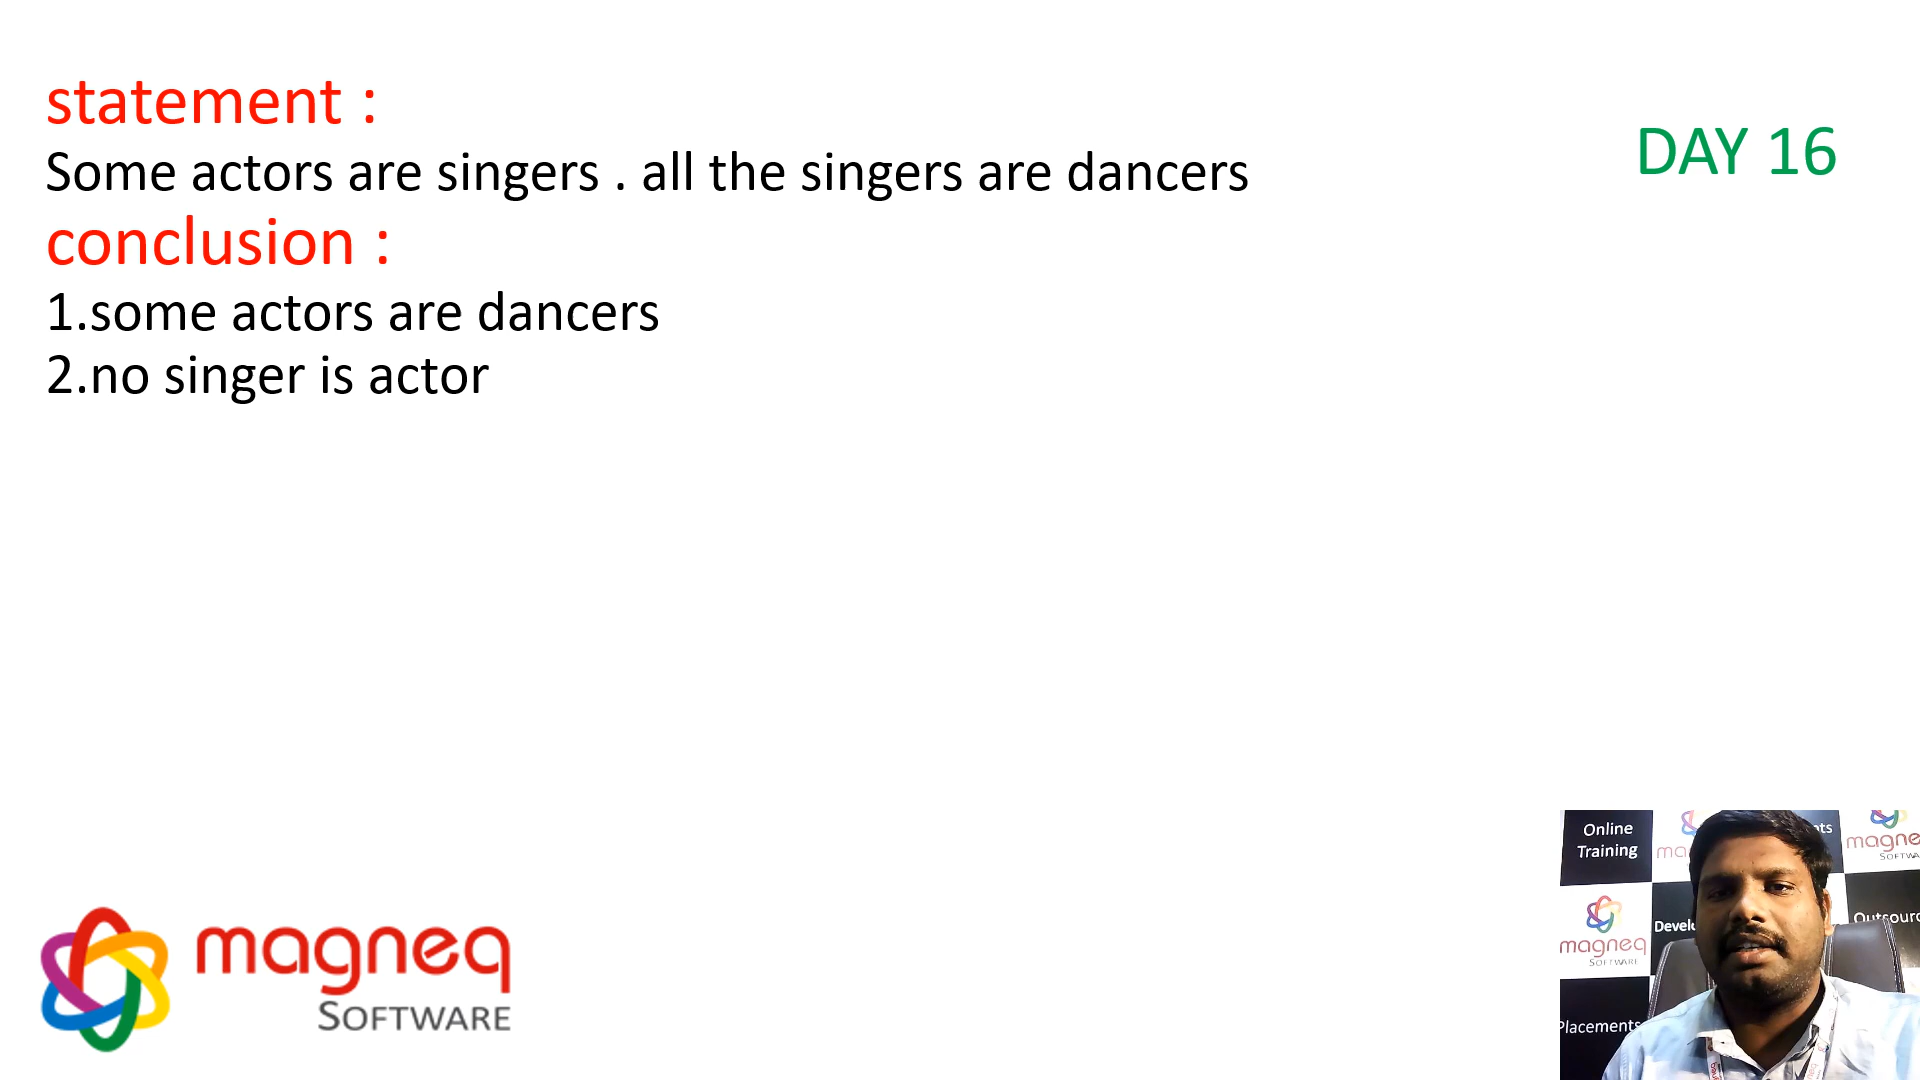 statement :
DAY 16
Some actors are singers . all the singers are dancers
conclusion :
1.some actors are dancers
2.no singer is actor
magneq
SOFTWARE
Online
Training
magneq
SOFTWARE
Placements